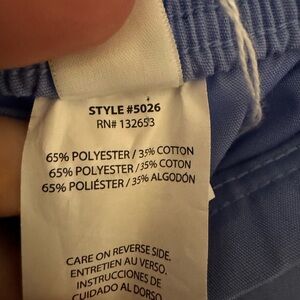 STYLE #5026
RN# 132653
65% POLYESTER / 35% COTTON
65% POLYESTER / 35% COTON
65% POLIÉSTER / 35% ALGODÓN
CARE ON REVERSE SIDE.
ENTRETIEN AU VERSO.
INSTRUCCIONES DE
CUIDADO AL DORSO